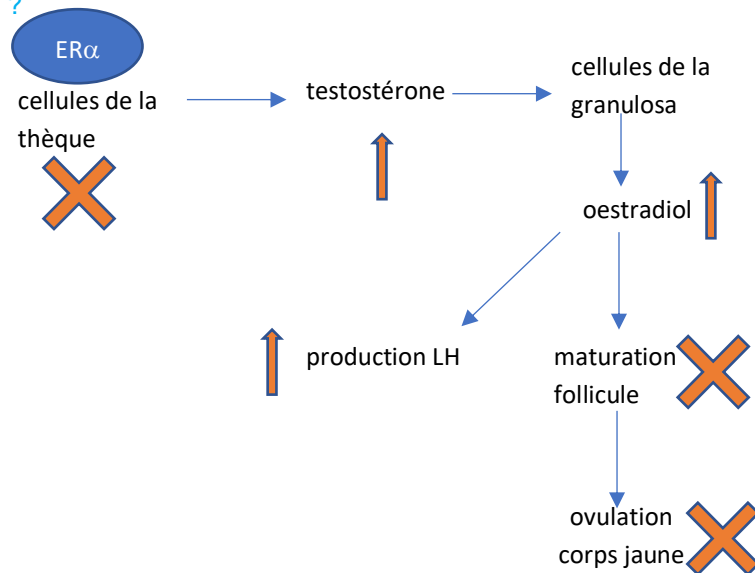 ?
ERα
cellules de la
thèque
testostérone
cellules de la
granulosa
oestradiol
production LH
maturation
follicule
ovulation
corps jaune